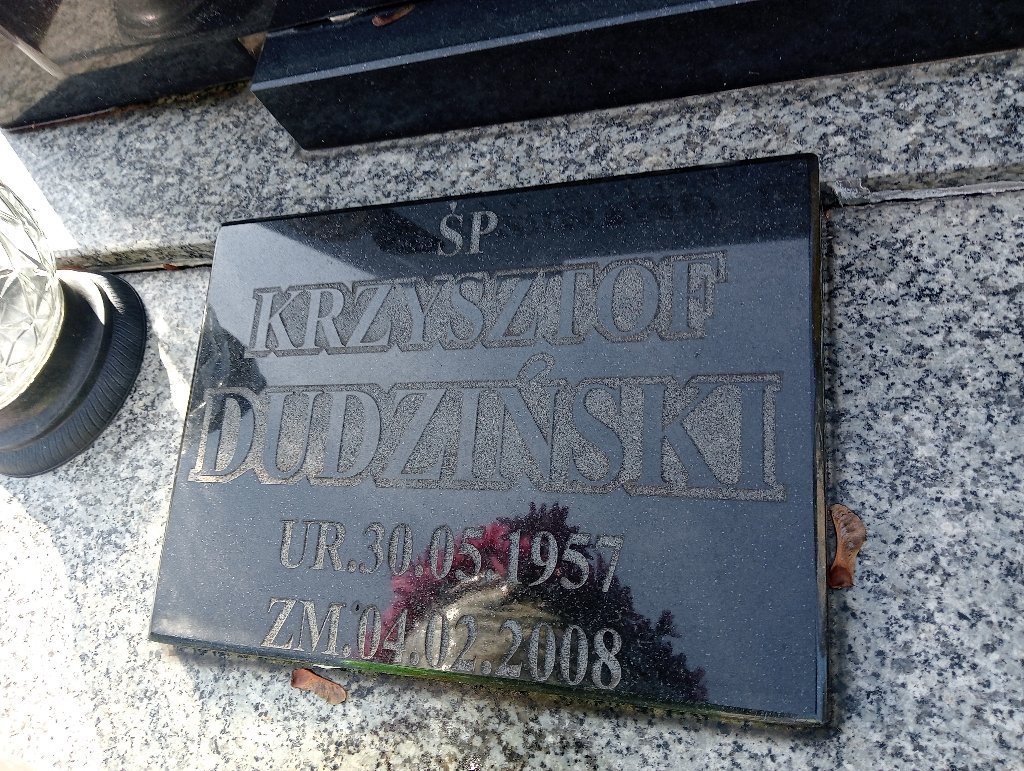 ŚP
KRZYSZTOF
DUDZIŃSKI
UR.30.05.1957
ZM.04.02.2008